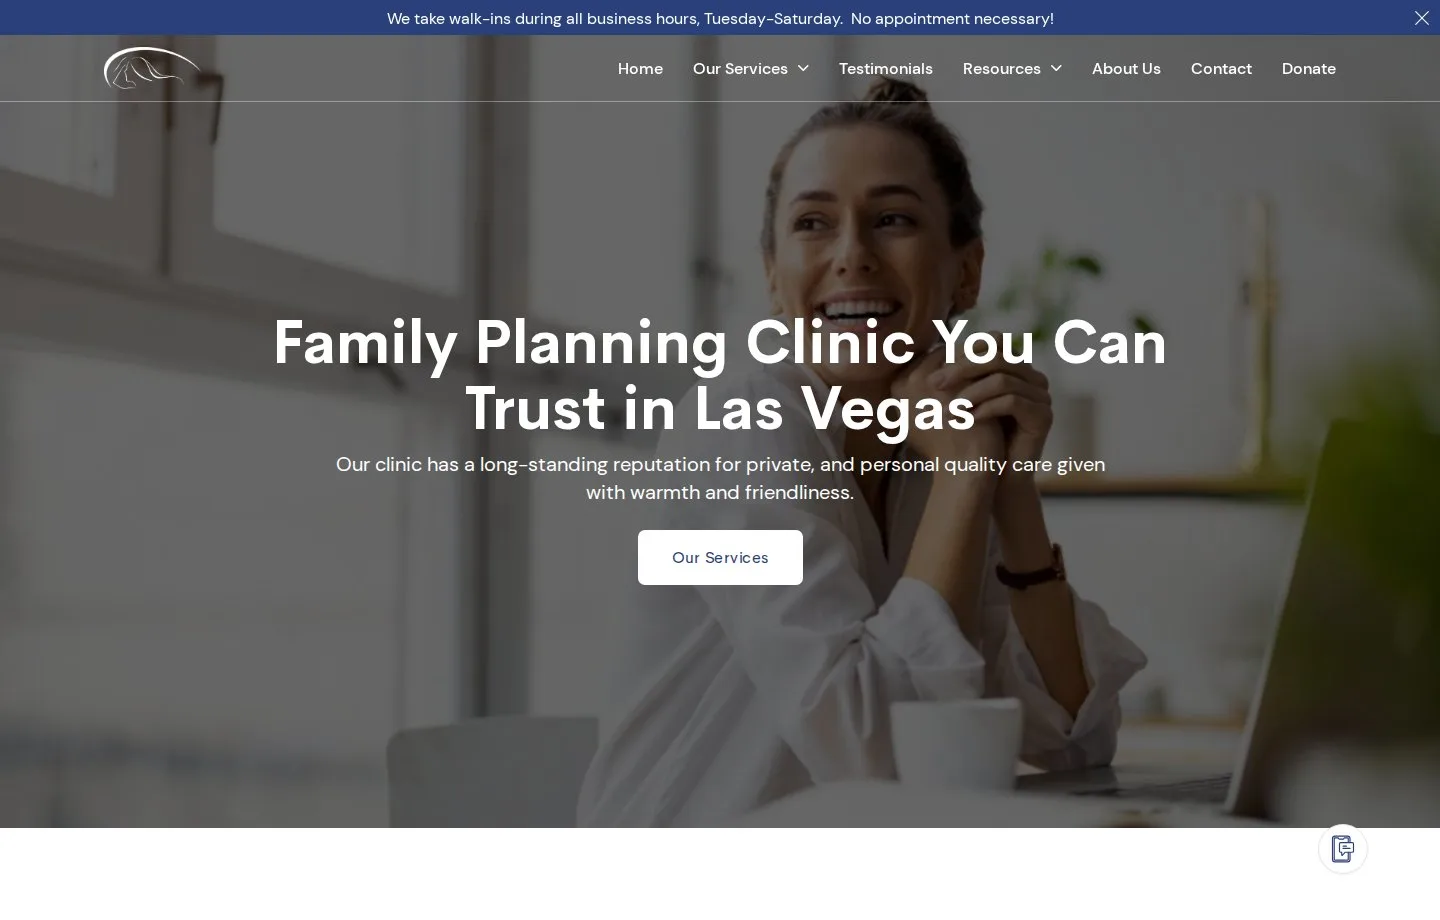 We take walk-ins during all business hours, Tuesday-Saturday.  No appointment necessary!
Home
Our Services
Testimonials
Resources
About Us
Contact
Donate
Family Planning Clinic You Can
Trust in Las Vegas
Our clinic has a long-standing reputation for private, and personal quality care given
with warmth and friendliness.
Our Services